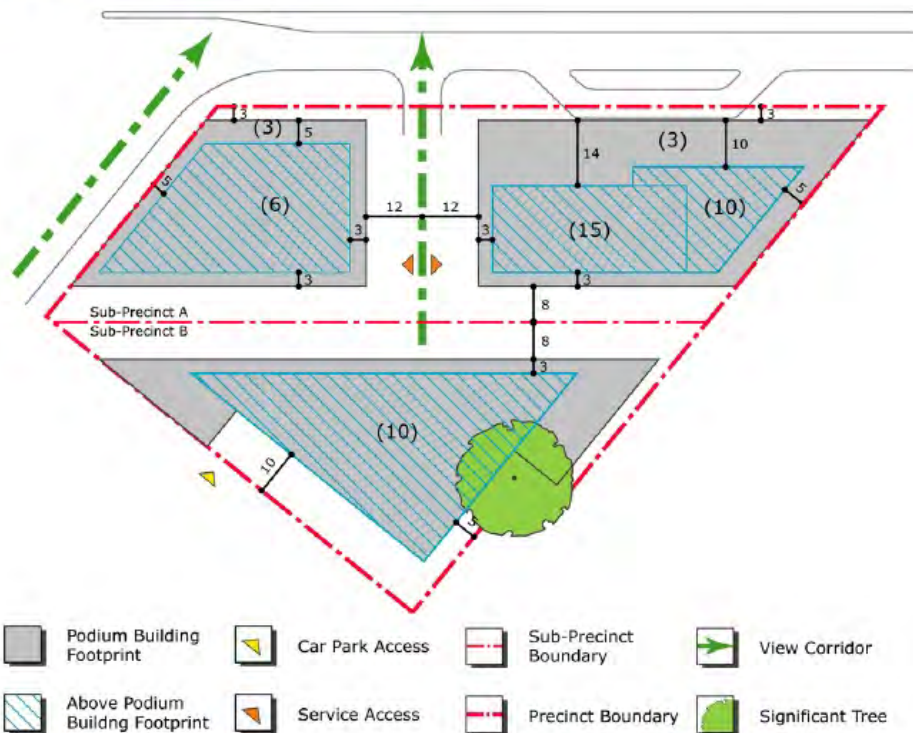 3
(3)
5
3
(3)
10
14
5
5
(6)
(10)
12
12
(15)
3
3
3
3
8
Sub-Precinct A
Sub-Precinct B
8
3
(10)
10
5
Podium Building
Footprint
Car Park Access
Sub-Precinct
Boundary
View Corridor
Above Podium
Buildng Footprint
Service Access
Precinct Boundary
Significant Tree